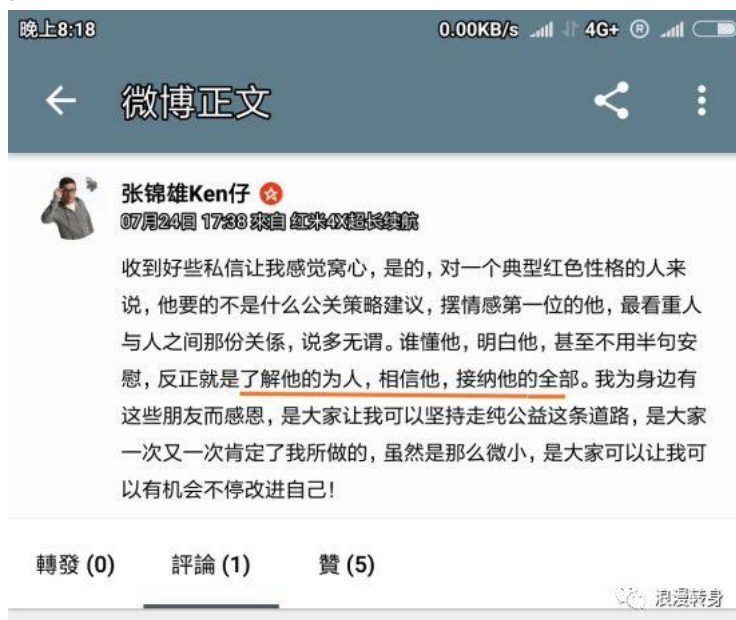 晚上8:18 0.00KB/s 4G+ R
微博正文
张锦雄Ken仔
07月24日 17:38 來自 红米4X超长续航
收到好些私信让我感觉窝心，是的，对一个典型红色性格的人来
说，他要的不是什么公关策略建议，摆情感第一位的他，最看重人
与人之间那份关係，说多无谓。谁懂他，明白他，甚至不用半句安
慰，反正就是了解他的为人，相信他，接纳他的全部。我为身边有
这些朋友而感恩，是大家让我可以坚持走纯公益这条道路，是大家
一次又一次肯定了我所做的，虽然是那么微小，是大家可以让我可
以有机会不停改进自己！
轉發 (0) 評論 (1) 贊 (5)
浪漫转身